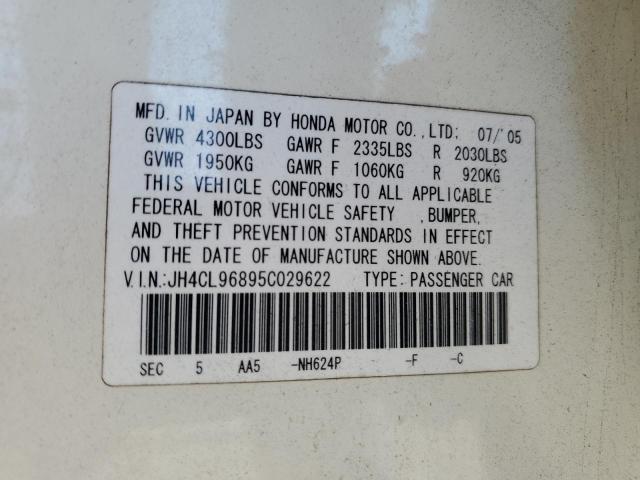 MFD. IN JAPAN BY HONDA MOTOR CO., LTD; 07/'05
GVWR 4300LBS GAWR F 2335LBS R 2030LBS
GVWR 1950KG GAWR F 1060KG R 920KG
THIS VEHICLE CONFORMS TO ALL APPLICABLE
FEDERAL MOTOR VEHICLE SAFETY , BUMPER,
AND THEFT PREVENTION STANDARDS IN EFFECT
ON THE DATE OF MANUFACTURE SHOWN ABOVE.
V.I.N.:JH4CL96895C029622 TYPE: PASSENGER CAR
SEC 5 AA5 -NH624P -F -C